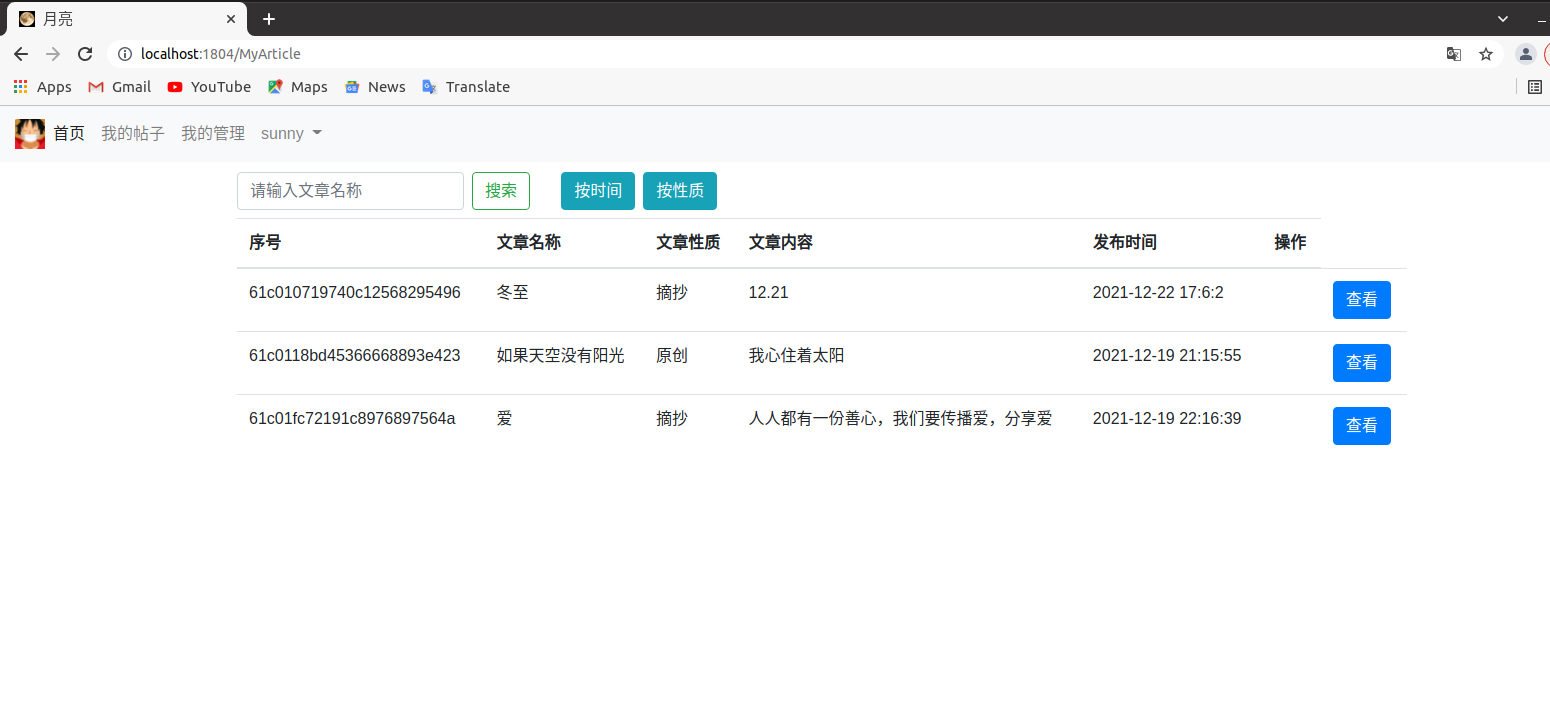 月亮
localhost:1804/MyArticle
Apps Gmail YouTube Maps News Translate
首页 我的帖子 我的管理 sunny
请输入文章名称 搜索 按时间 按性质
序号 文章名称 文章性质 文章内容 发布时间 操作
61c010719740c12568295496 冬至 摘抄 12.21 2021-12-22 17:6:2 查看
61c0118bd45366668893e423 如果天空没有阳光 原创 我心住着太阳 2021-12-19 21:15:55 查看
61c01fc72191c8976897564a 爱 摘抄 人人都有一份善心，我们要传播爱，分享爱 2021-12-19 22:16:39 查看